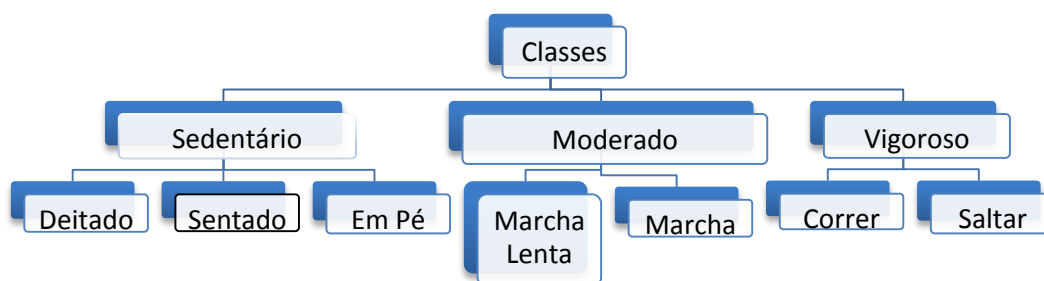 Classes
Sedentário
Moderado
Vigoroso
Deitado
Sentado
Em Pé
Marcha
Lenta
Marcha
Correr
Saltar